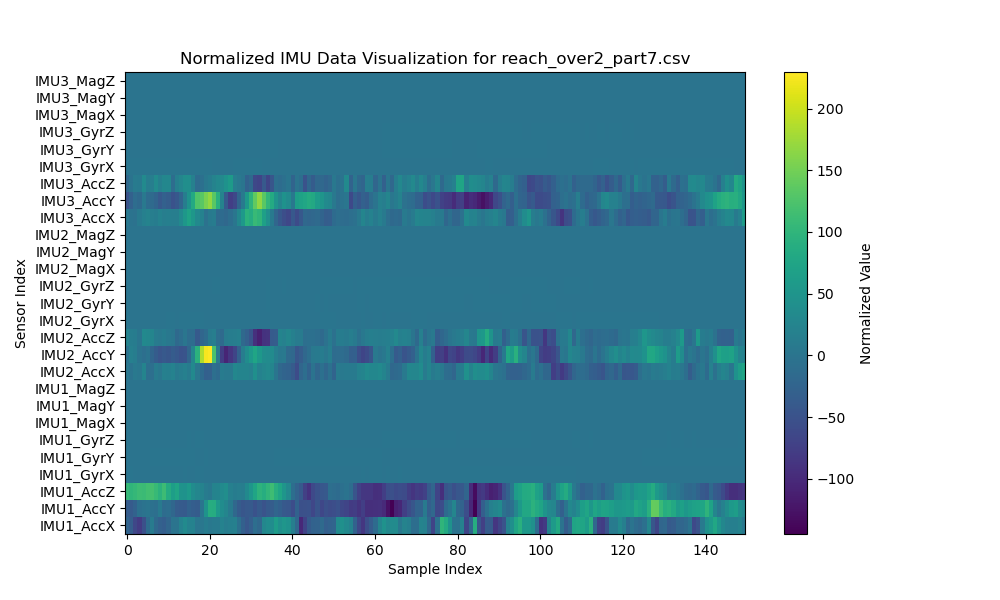 Normalized IMU Data Visualization for reach_over2_part7.csv
Sensor Index
IMU3_MagZ
IMU3_MagY
IMU3_MagX
IMU3_GyrZ
IMU3_GyrY
IMU3_GyrX
IMU3_AccZ
IMU3_AccY
IMU3_AccX
IMU2_MagZ
IMU2_MagY
IMU2_MagX
IMU2_GyrZ
IMU2_GyrY
IMU2_GyrX
IMU2_AccZ
IMU2_AccY
IMU2_AccX
IMU1_MagZ
IMU1_MagY
IMU1_MagX
IMU1_GyrZ
IMU1_GyrY
IMU1_GyrX
IMU1_AccZ
IMU1_AccY
IMU1_AccX
0 20 40 60 80 100 120 140
Sample Index
200
150
100
50
0
−50
−100
Normalized Value